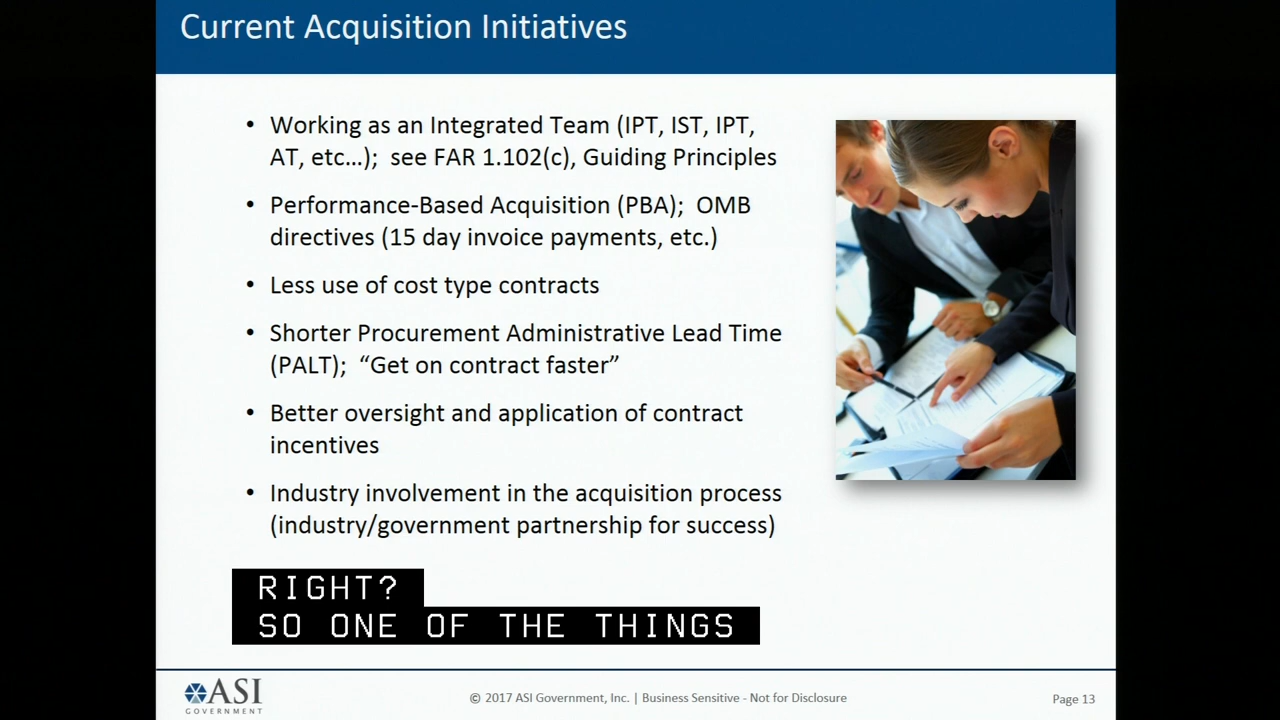 Current Acquisition Initiatives
• Working as an Integrated Team (IPT, IST, IPT,
AT, etc…); see FAR 1.102(c), Guiding Principles
• Performance-Based Acquisition (PBA); OMB
directives (15 day invoice payments, etc.)
• Less use of cost type contracts
• Shorter Procurement Administrative Lead Time
(PALT); “Get on contract faster”
• Better oversight and application of contract
incentives
• Industry involvement in the acquisition process
(industry/government partnership for success)
RIGHT?
SO ONE OF THE THINGS
ASI
GOVERNMENT
© 2017 ASI Government, Inc. | Business Sensitive - Not for Disclosure
Page 13